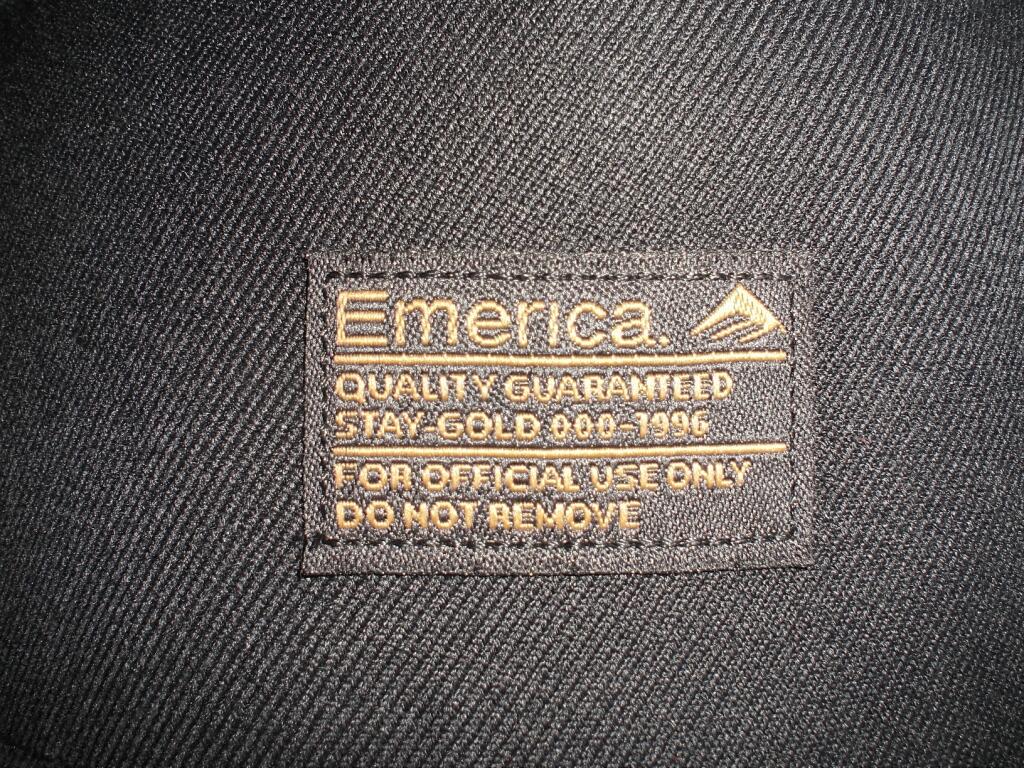 Emerica.
QUALITY GUARANTEED
STAY-GOLD 000-1996
FOR OFFICIAL USE ONLY
DO NOT REMOVE